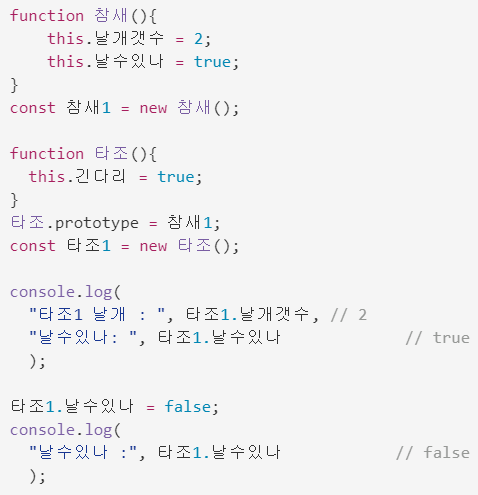 function 참새(){
    this.날개갯수 = 2;
    this.날수있나 = true;
}
const 참새1 = new 참새();

function 타조(){
  this.긴다리 = true;
}
타조.prototype = 참새1;
const 타조1 = new 타조();

console.log(
  "타조1 날개 : ", 타조1.날개갯수, // 2
  "날수있나: ", 타조1.날수있나             // true
  );

타조1.날수있나 = false;
console.log(
  "날수있나 :", 타조1.날수있나            // false
  );